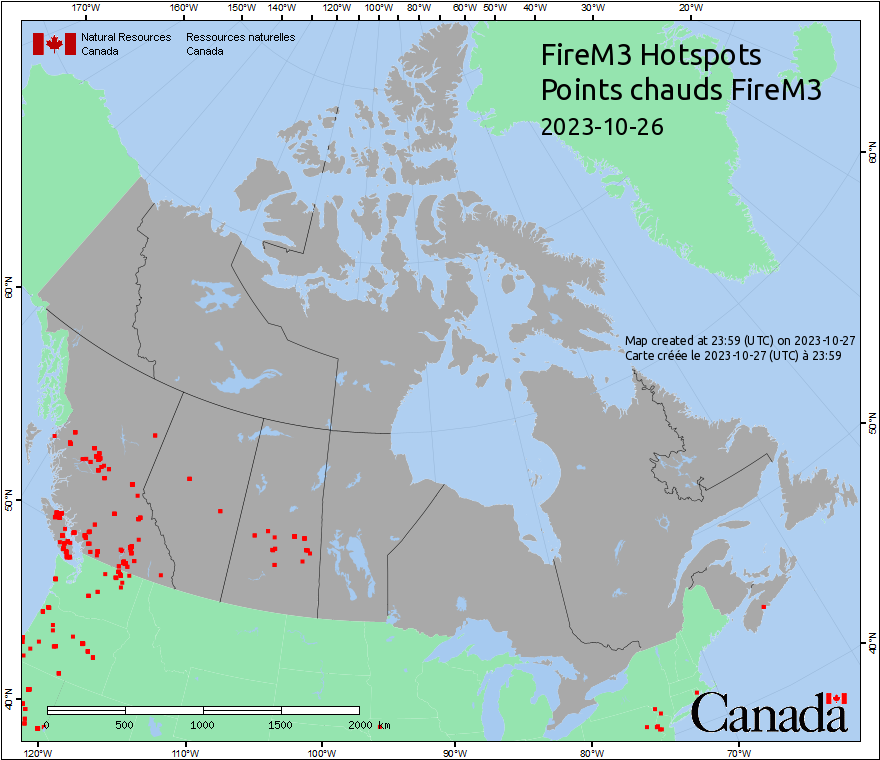 170°W 160°W 150°W 140°W 120°W 100°W 80°W 60°W 50°W 40°W 30°W 20°W
Natural Resources Ressources naturelles
Canada Canada
FireM3 Hotspots
Points chauds FireM3
2023-10-26
60°N
60°N
Map created at 23:59 (UTC) on 2023-10-27
Carte créée le 2023-10-27 (UTC) à 23:59
50°N
50°N
40°N
40°N
Canada
0 500 1000 1500 2000 km
120°W 110°W 100°W 90°W 80°W 70°W